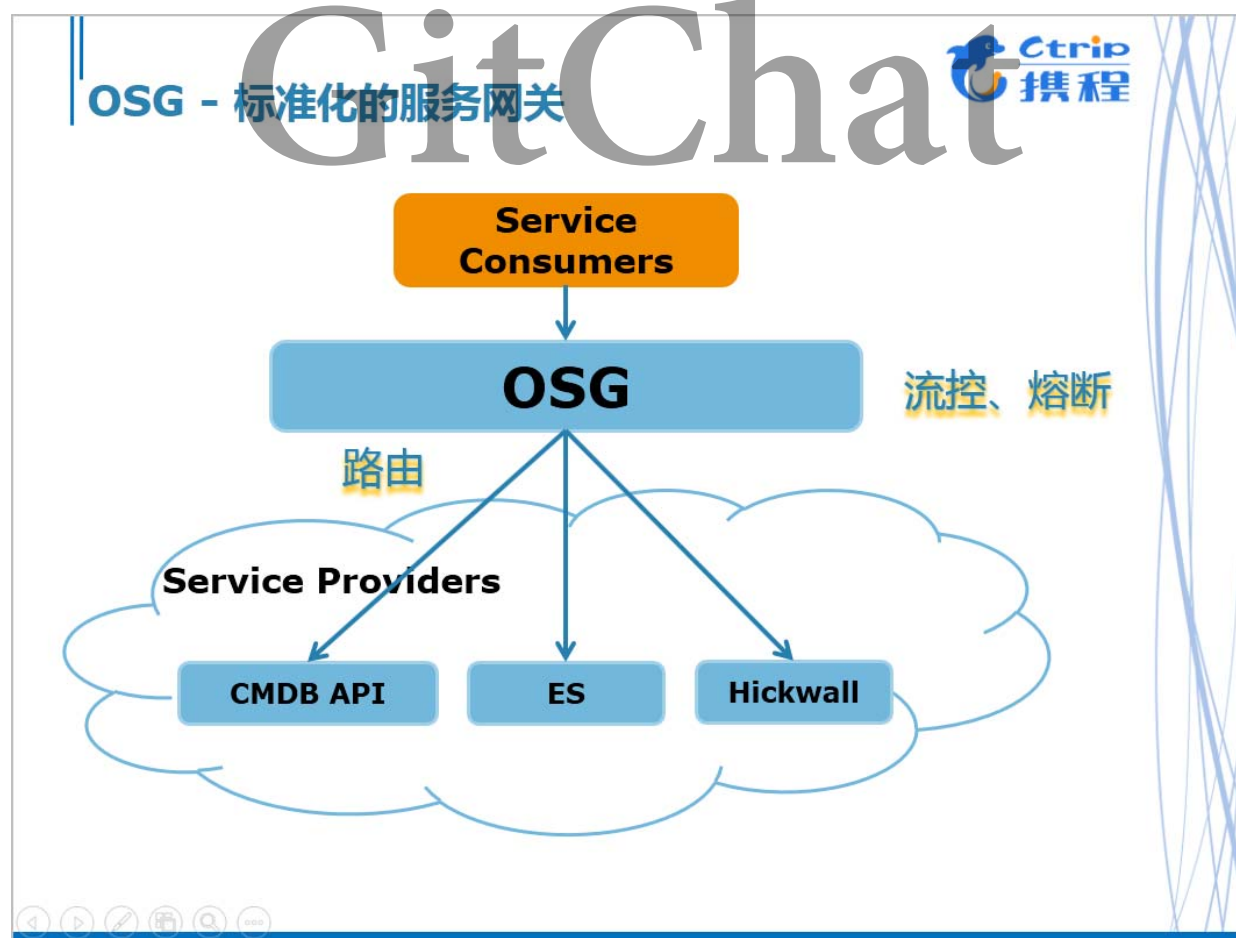 GitChat
Ctrip
携程
OSG - 标准化的服务网关
Service
Consumers
OSG
流控、熔断
路由
Service Providers
CMDB API
ES
Hickwall